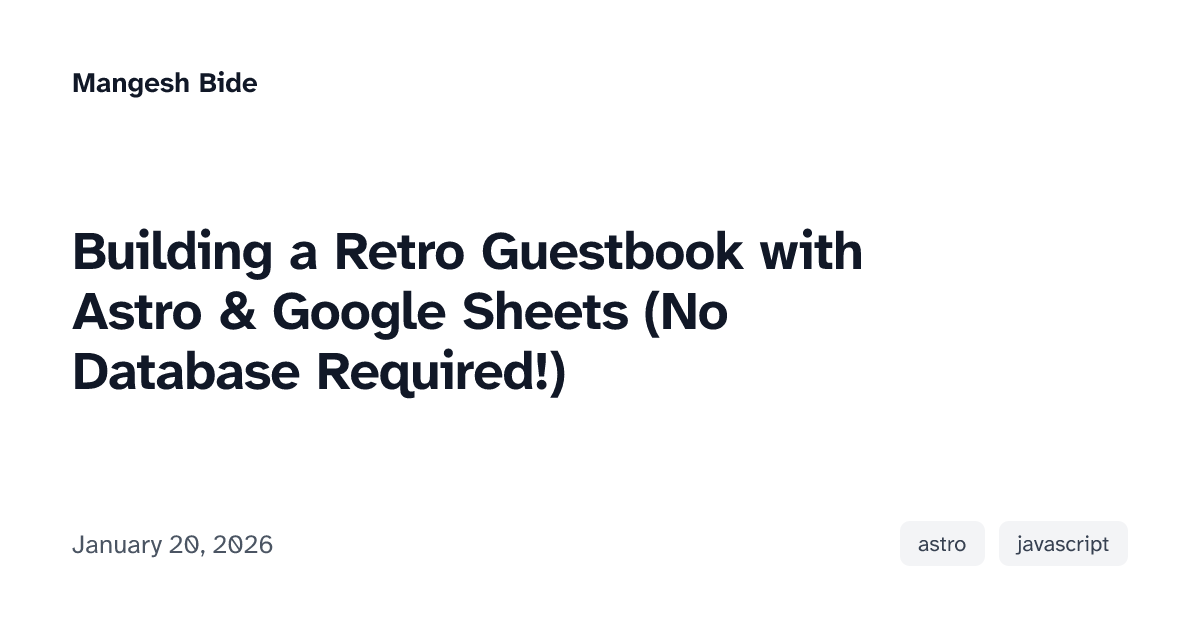 Mangesh Bide
Building a Retro Guestbook with
Astro & Google Sheets (No
Database Required!)
January 20, 2026
astro
javascript